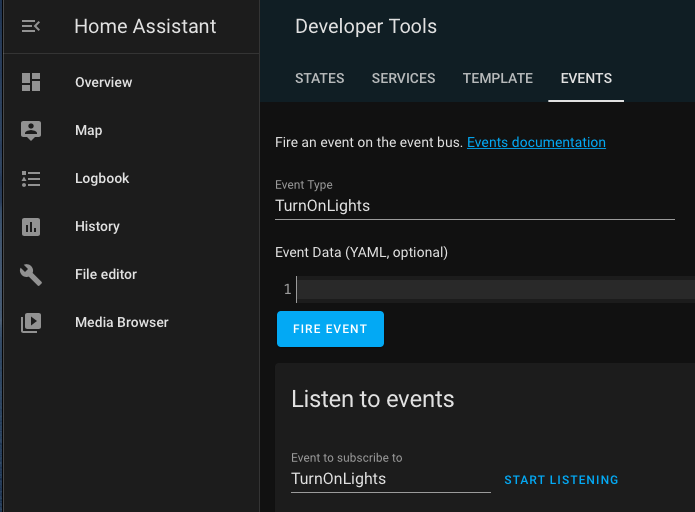 Home Assistant
Developer Tools
STATES SERVICES TEMPLATE EVENTS
Overview
Map
Logbook
History
File editor
Media Browser
Fire an event on the event bus. Events documentation
Event Type
TurnOnLights
Event Data (YAML, optional)
1
FIRE EVENT
Listen to events
Event to subscribe to
TurnOnLights
START LISTENING